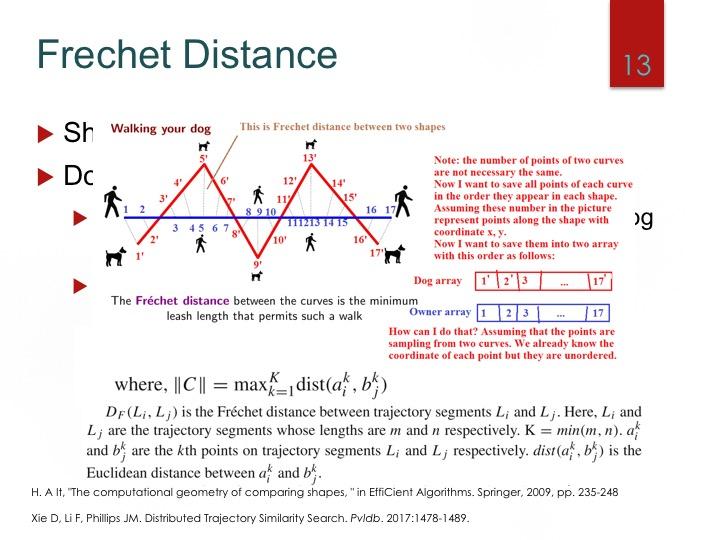 Frechet Distance
13
Sh
Do
og
Walking your dog
This is Frechet distance between two shapes
5'
13'
4'
6'
12'
14'
3'
7'
11'
15'
1 2
8 9 10
16 17
3 4 5 6 7
11 12 13 14 15
2'
8'
10'
16'
1'
9'
17'
The Fréchet distance between the curves is the minimum
leash length that permits such a walk
Note: the number of points of two curves
are not necessary the same.
Now I want to save all points of each curve
in the order they appear in each shape.
Assuming these number in the picture
represent points along the shape with
coordinate x, y.
Now I want to save them into two array
with this order as follows:
Dog array 1' 2' 3 ... 17'
Owner array 1 2 3 ... 17
How can I do that? Assuming that the points are
sampling from two curves. We already know the
coordinate of each point but they are unordered.
where, ‖C‖ = max_{k=1}^{K} dist(a_i^k, b_j^k)
D_F(L_i, L_j) is the Fréchet distance between trajectory segments L_i and L_j. Here, L_i and
L_j are the trajectory segments whose lengths are m and n respectively. K = min(m, n). a_i^k
and b_j^k are the kth points on trajectory segments L_i and L_j respectively. dist(a_i^k, b_j^k) is the
Euclidean distance between a_i^k and b_j^k.
H. A lt, "The computational geometry of comparing shapes, " in EffiCient Algorithms. Springer, 2009, pp. 235-248
Xie D, Li F, Phillips JM. Distributed Trajectory Similarity Search. Pvldb. 2017:1478-1489.